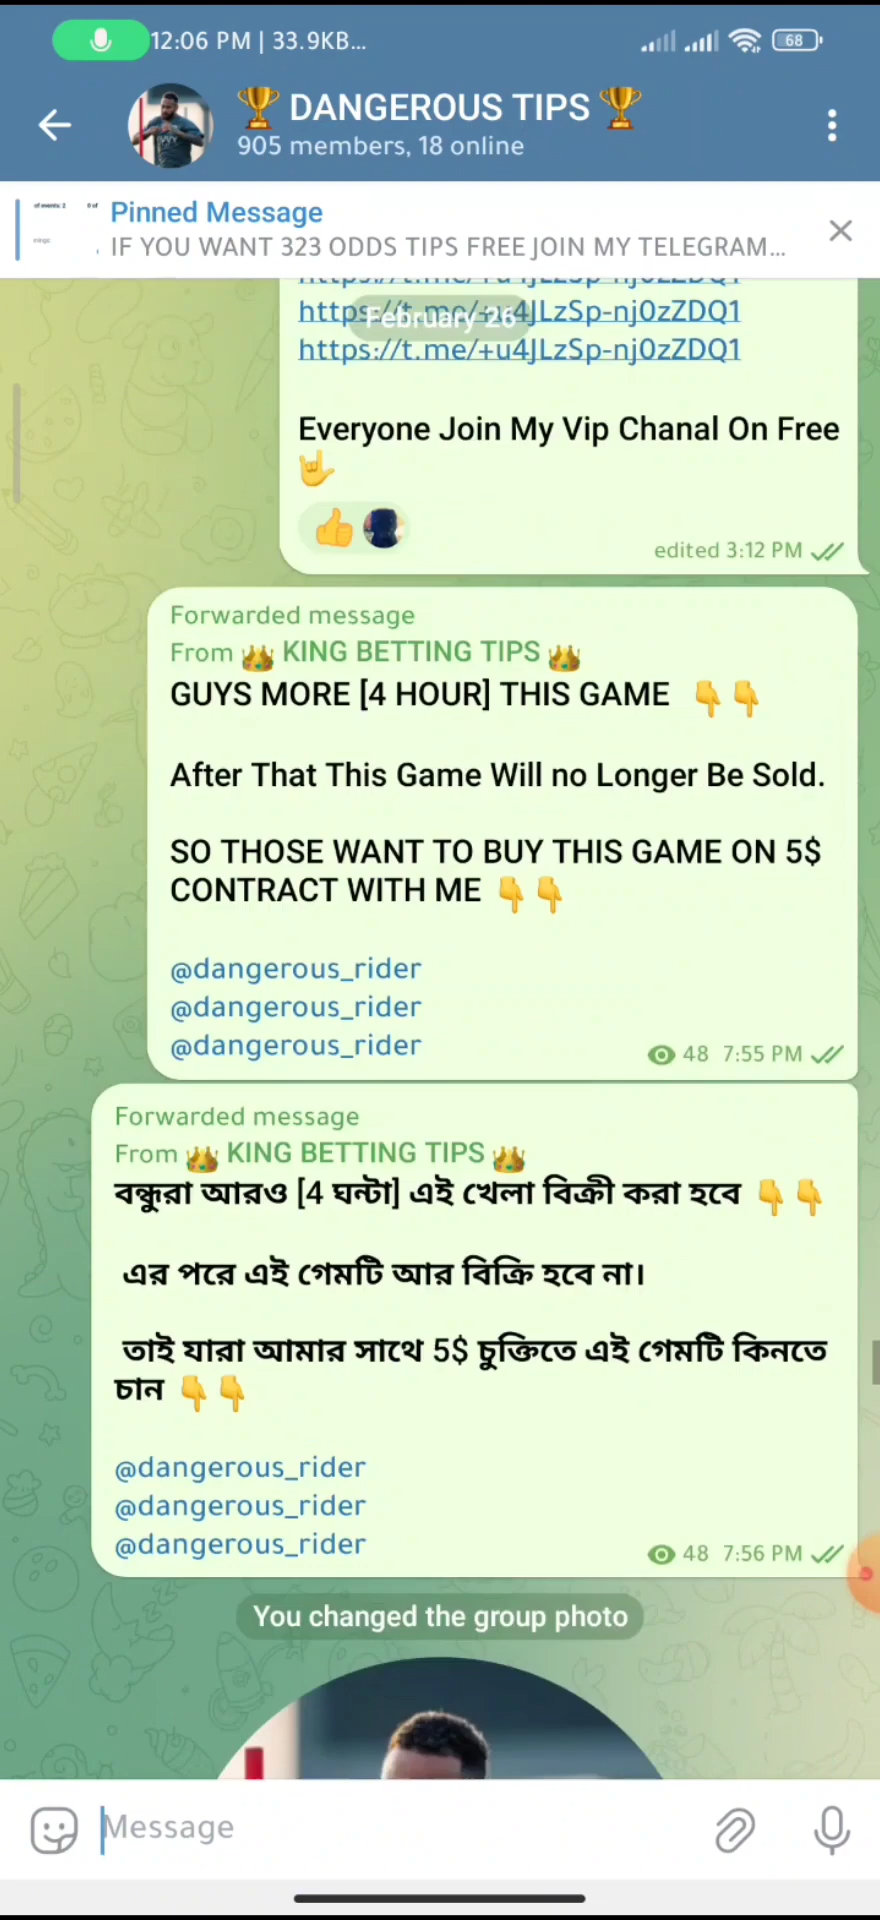 12:06 PM | 33.9KB...
68
🏆 DANGEROUS TIPS 🏆
905 members, 18 online
Pinned Message
IF YOU WANT 323 ODDS TIPS FREE JOIN MY TELEGRAM...
February 26
https://t.me/+u4JLzSp-nj0zZDQ1
https://t.me/+u4JLzSp-nj0zZDQ1
Everyone Join My Vip Chanal On Free
🤟
edited 3:12 PM
Forwarded message
From 👑 KING BETTING TIPS 👑
GUYS MORE [4 HOUR] THIS GAME 👇👇
After That This Game Will no Longer Be Sold.
SO THOSE WANT TO BUY THIS GAME ON 5$
CONTRACT WITH ME 👇👇
@dangerous_rider
@dangerous_rider
@dangerous_rider
48 7:55 PM
Forwarded message
From 👑 KING BETTING TIPS 👑
বন্ধুরা আরও [4 ঘন্টা] এই খেলা বিক্রী করা হবে 👇👇
এর পরে এই গেমটি আর বিক্রি হবে না।
তাই যারা আমার সাথে 5$ চুক্তিতে এই গেমটি কিনতে
চান 👇👇
@dangerous_rider
@dangerous_rider
@dangerous_rider
48 7:56 PM
You changed the group photo
Message